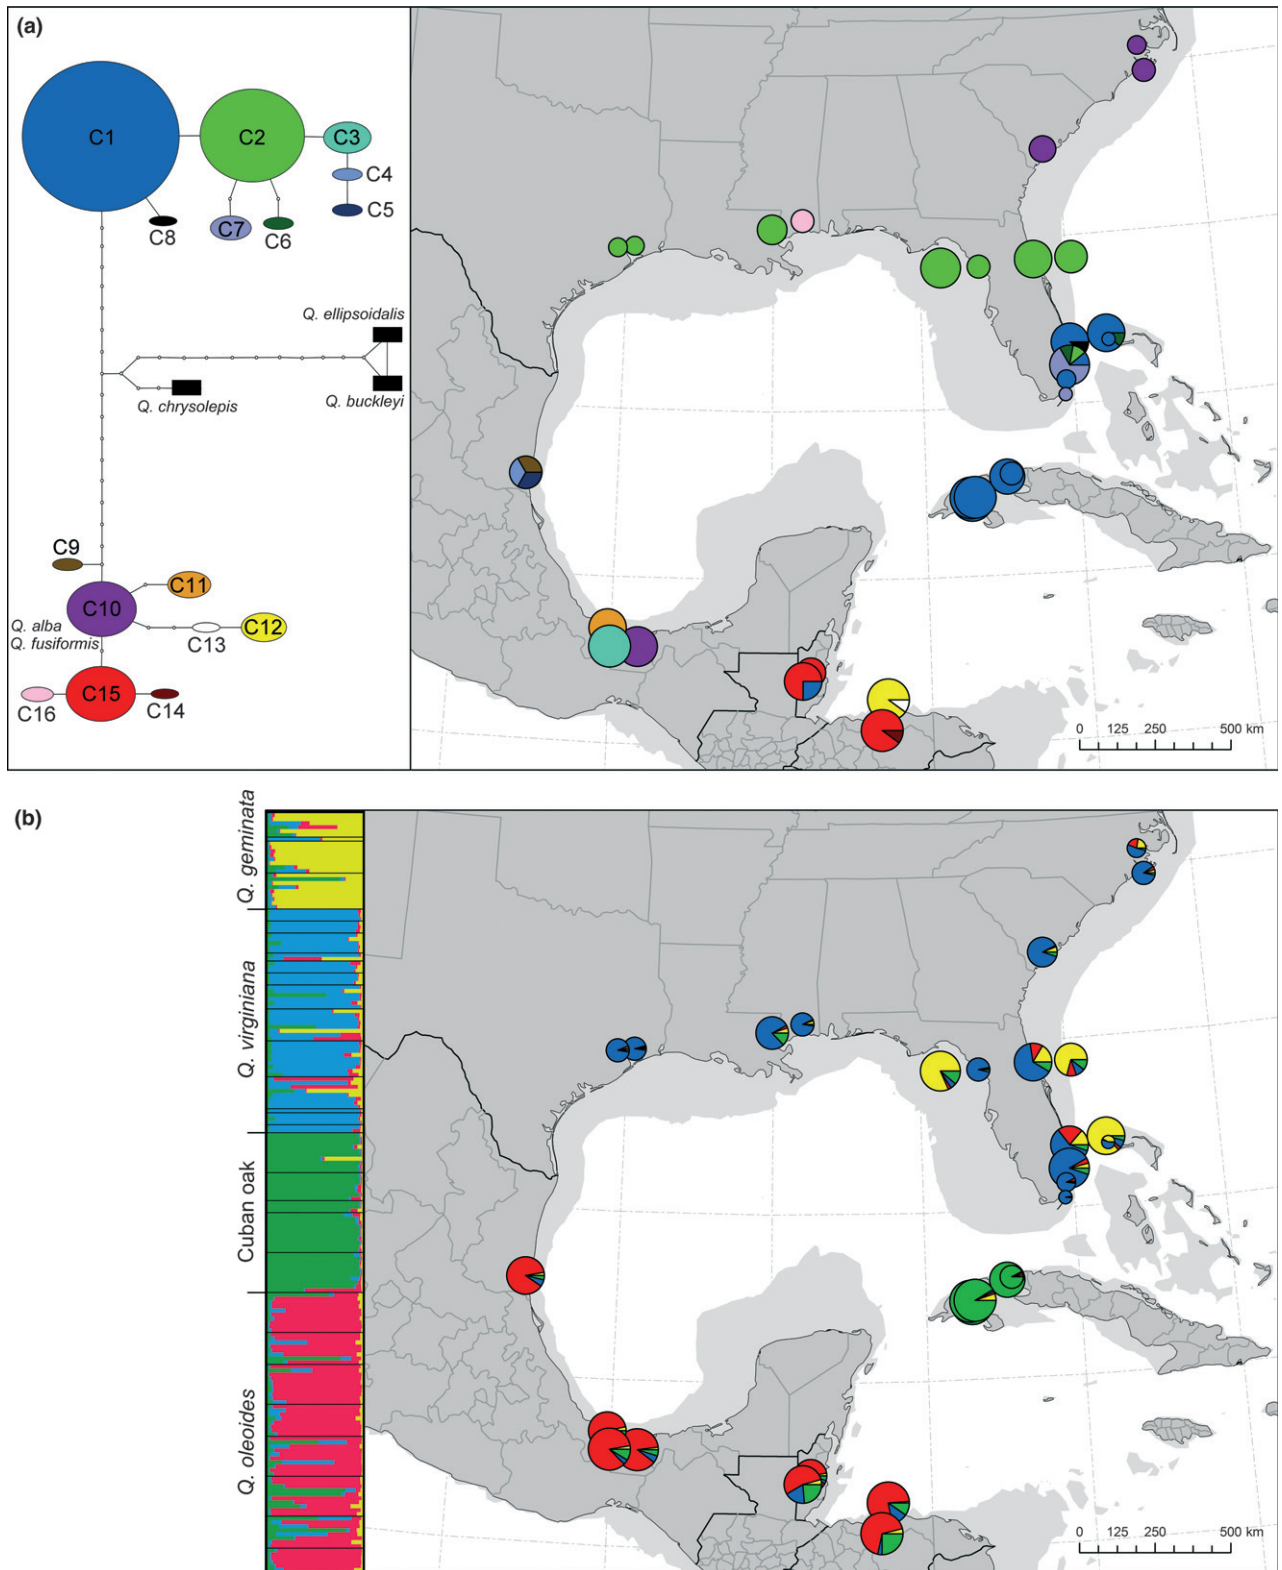 (a)
C1
C2
C3
C4
C5
C8
C7
C6
Q. ellipsoidalis
Q. chrysolepis
Q. buckleyi
C9
C10
C11
Q. alba
Q. fusiformis
C13
C12
C15
C16
C14
0 125 250 500 km
(b)
Q. geminata
Q. virginiana
Cuban oak
Q. oleoides
0 125 250 500 km